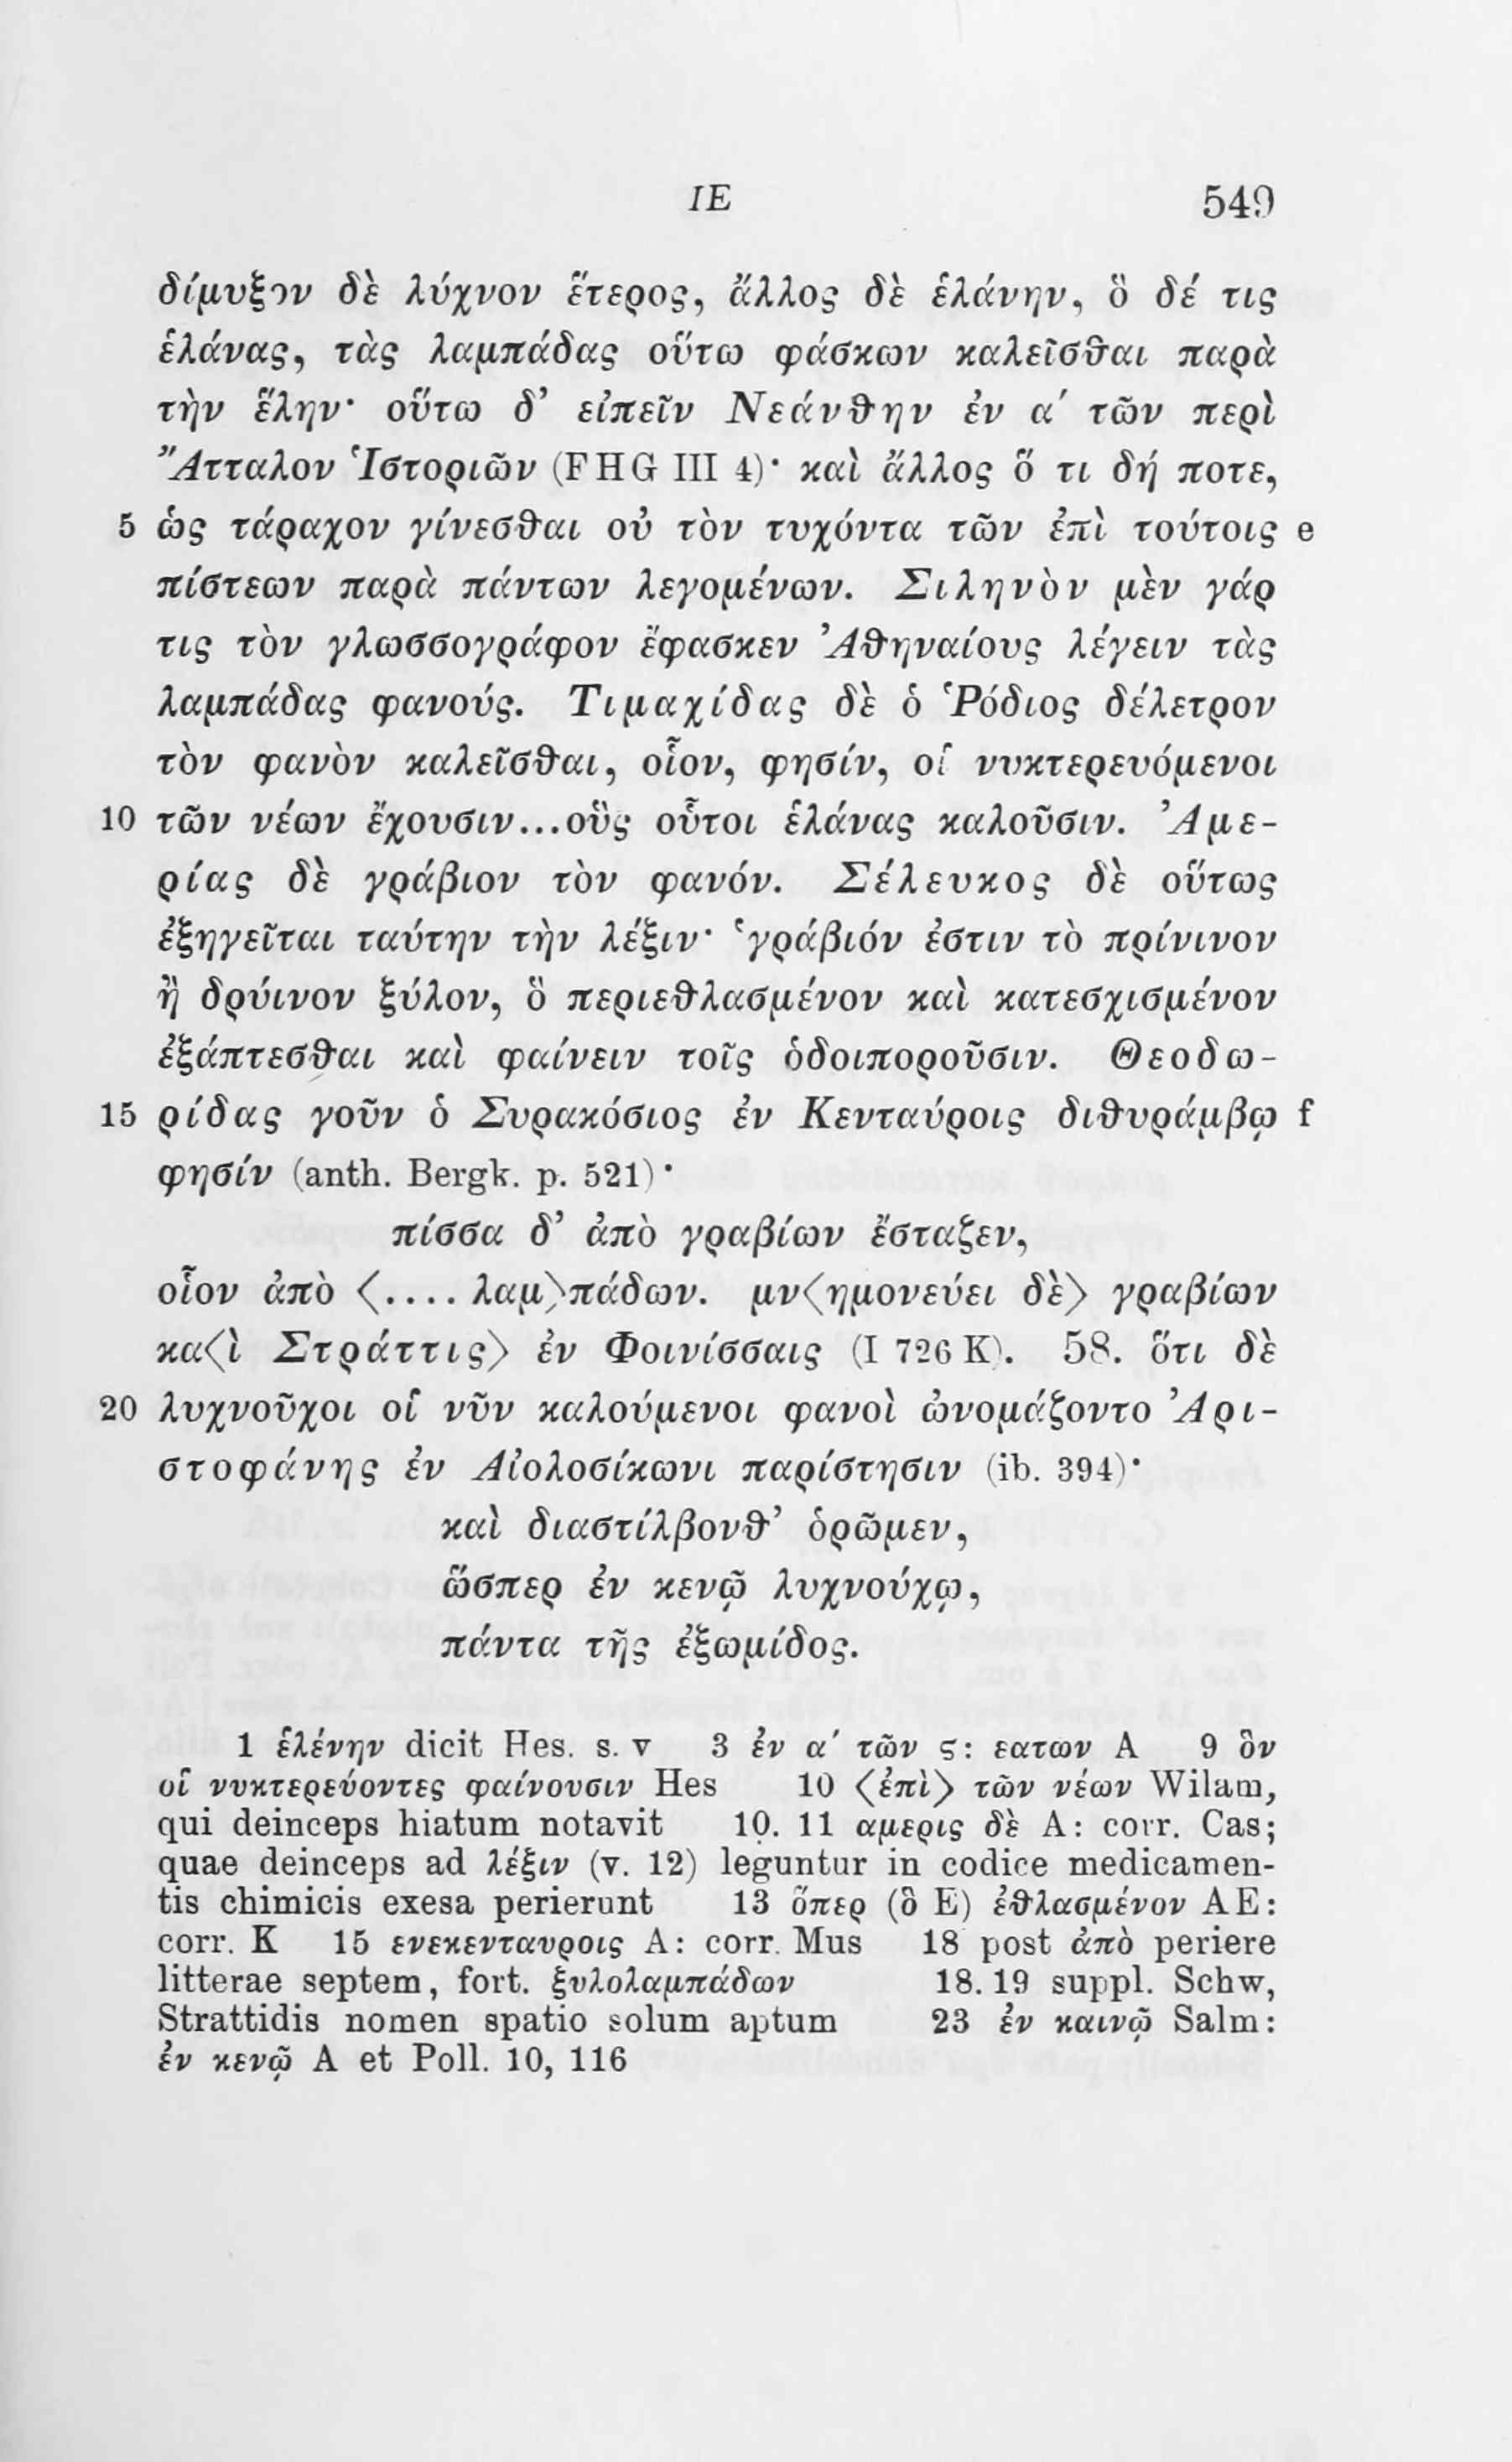 IE 549
δίμυξον δὲ λύχνον ἕτερος, ἄλλος δὲ ἑλάνην, ὃ δέ τις
ἑλάνας, τὰς λαμπάδας οὕτω φάσκων καλεῖσθαι παρὰ
τὴν ἕλην· οὕτω δ’ εἰπεῖν Νεάνθην ἐν α′ τῶν περὶ
Ἄτταλον Ἱστοριῶν (FHG III 4)· καὶ ἄλλος ὅ τι δή ποτε,
5 ὡς τάραχον γίνεσθαι οὐ τὸν τυχόντα τῶν ἐπὶ τούτοις e
πίστεων παρὰ πάντων λεγομένων. Σιληνὸν μὲν γάρ
τις τὸν γλωσσογράφον ἔφασκεν Ἀθηναίους λέγειν τὰς
λαμπάδας φανούς. Τιμαχίδας δὲ ὁ Ῥόδιος δέλετρον
τὸν φανὸν καλεῖσθαι, οἷον, φησίν, οἱ νυκτερευόμενοι
10 τῶν νέων ἔχουσιν...οὓς οὗτοι ἑλάνας καλοῦσιν. Ἀμε-
ρίας δὲ γράβιον τὸν φανόν. Σέλευκος δὲ οὕτως
ἐξηγεῖται ταύτην τὴν λέξιν· ‘γράβιόν ἐστιν τὸ πρίνινον
ἢ δρύινον ξύλον, ὃ περιεθλασμένον καὶ κατεσχισμένον
ἐξάπτεσθαι καὶ φαίνειν τοῖς ὁδοιποροῦσιν. Θεοδω-
15 ρίδας γοῦν ὁ Συρακόσιος ἐν Κενταύροις διθυράμβῳ f
φησίν (anth. Bergk. p. 521)·
πίσσα δ’ ἀπὸ γραβίων ἔσταζεν,
οἷον ἀπὸ <.... λαμ>πάδων. μν<ημονεύει δὲ> γραβίων
κα<ὶ Στράττις> ἐν Φοινίσσαις (I 726 K). 58. ὅτι δὲ
20 λυχνοῦχοι οἱ νῦν καλούμενοι φανοὶ ὠνομάζοντο Ἀρι-
στοφάνης ἐν Αἰολοσίκωνι παρίστησιν (ib. 394)·
καὶ διαστίλβονθ’ ὁρῶμεν,
ὥσπερ ἐν κενῷ λυχνούχῳ,
πάντα τῆς ἐξωμίδος.
1 ἑλένην dicit Hes. s. v 3 ἐν α′ τῶν ς: εατων A 9 ὃν
οἱ νυκτερεύοντες φαίνουσιν Hes 10 <ἐπὶ> τῶν νέων Wilam,
qui deinceps hiatum notavit 10. 11 αμερις δὲ A: corr. Cas;
quae deinceps ad λέξιν (v. 12) leguntur in codice medicamen-
tis chimicis exesa perierunt 13 ὅπερ (ὃ E) ἐθλασμένον AE:
corr. K 15 ενεκενταυροις A: corr. Mus 18 post ἀπὸ periere
litterae septem, fort. ξυλολαμπάδων 18. 19 suppl. Schw,
Strattidis nomen spatio solum aptum 23 ἐν καινῷ Salm:
ἐν κενῷ A et Poll. 10, 116